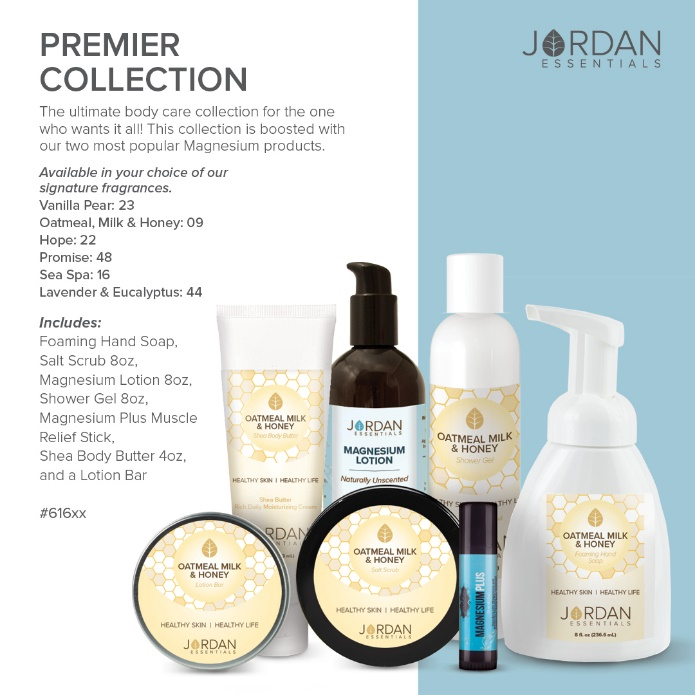 PREMIER
COLLECTION
The ultimate body care collection for the one
who wants it all! This collection is boosted with
our two most popular Magnesium products.
Available in your choice of our
signature fragrances.
Vanilla Pear: 23
Oatmeal, Milk & Honey: 09
Hope: 22
Promise: 48
Sea Spa: 16
Lavender & Eucalyptus: 44
Includes:
Foaming Hand Soap,
Salt Scrub 8oz,
Magnesium Lotion 8oz,
Shower Gel 8oz,
Magnesium Plus Muscle
Relief Stick,
Shea Body Butter 4oz,
and a Lotion Bar
#616xx
JORDAN
ESSENTIALS
OATMEAL MILK
& HONEY
Shea Body Butter
HEALTHY SKIN | HEALTHY LIFE
Shea Butter
Rich Daily Moisturizing Cream
JORDAN
ESSENTIALS
MAGNESIUM
LOTION
Naturally Unscented
OATMEAL MILK
& HONEY
Shower Gel
OATMEAL MILK
& HONEY
Foaming Hand
Soap
HEALTHY SKIN | HEALTHY LIFE
JORDAN
ESSENTIALS
8 fl. oz (236.6 mL)
OATMEAL MILK
& HONEY
Lotion Bar
HEALTHY SKIN | HEALTHY LIFE
JORDAN
ESSENTIALS
OATMEAL MILK
& HONEY
Salt Scrub
HEALTHY SKIN | HEALTHY LIFE
JORDAN
ESSENTIALS
MAGNESIUM PLUS